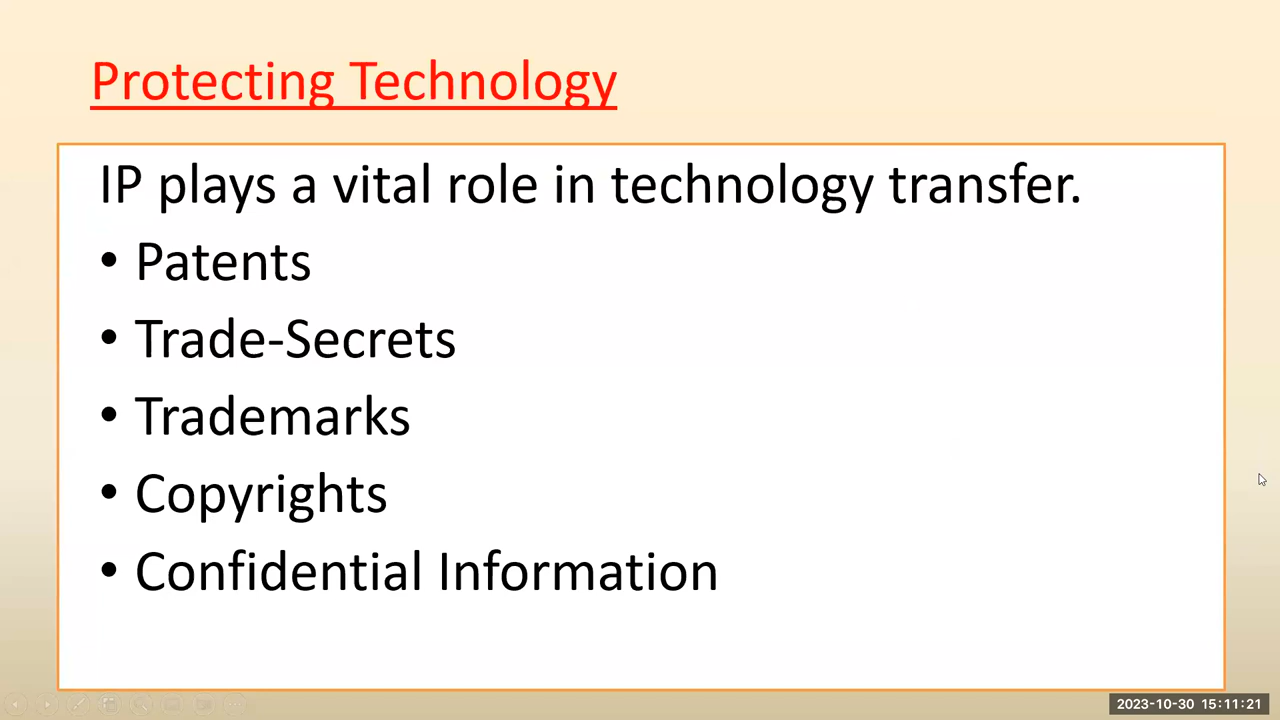 Protecting Technology
IP plays a vital role in technology transfer.
• Patents
• Trade-Secrets
• Trademarks
• Copyrights
• Confidential Information
2023-10-30 15:11:21